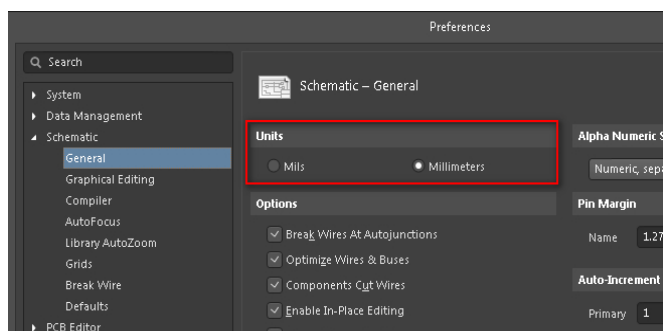 Preferences
Search
System
Data Management
Schematic
General
Graphical Editing
Compiler
AutoFocus
Library AutoZoom
Grids
Break Wire
Defaults
PCB Editor
Schematic – General
Units
Mils Millimeters
Options
Break Wires At Autojunctions
Optimize Wires & Buses
Components Cut Wires
Enable In-Place Editing
Alpha Numeric S
Numeric, sep
Pin Margin
Name 1.27
Auto-Increment
Primary 1